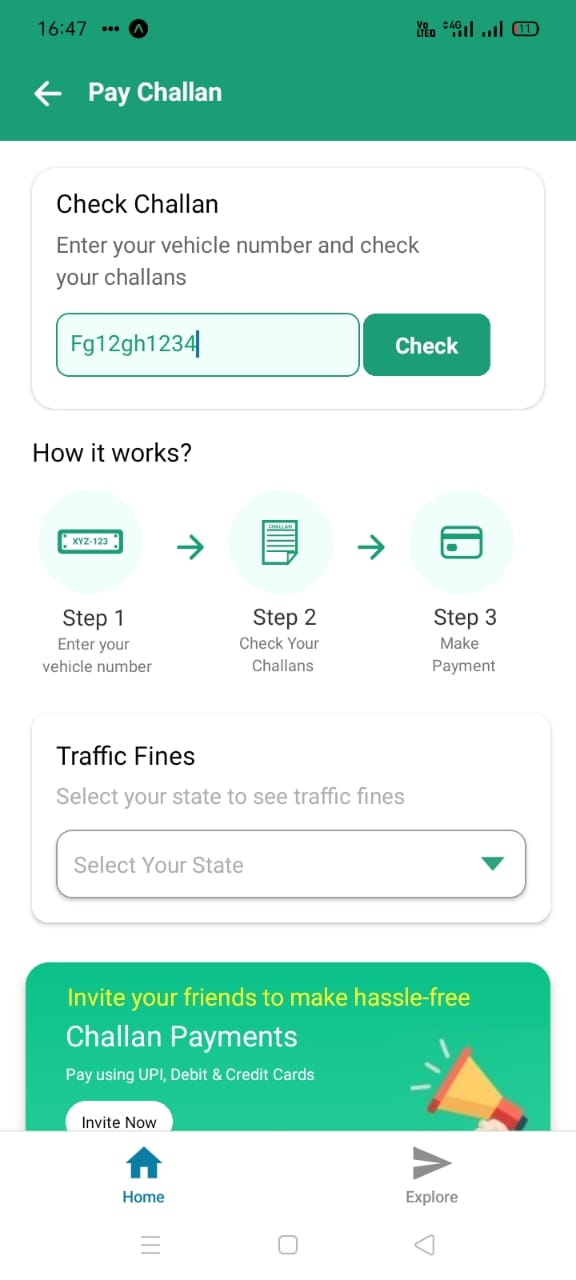 16:47
Vo LTED 4G 11
Pay Challan
Check Challan
Enter your vehicle number and check
your challans
Fg12gh1234
Check
How it works?
XYZ-123
CHALLAN
Step 1
Step 2
Step 3
Enter your
Check Your
Make
vehicle number
Challans
Payment
Traffic Fines
Select your state to see traffic fines
Select Your State
Invite your friends to make hassle-free
Challan Payments
Pay using UPI, Debit & Credit Cards
Invite Now
Home
Explore